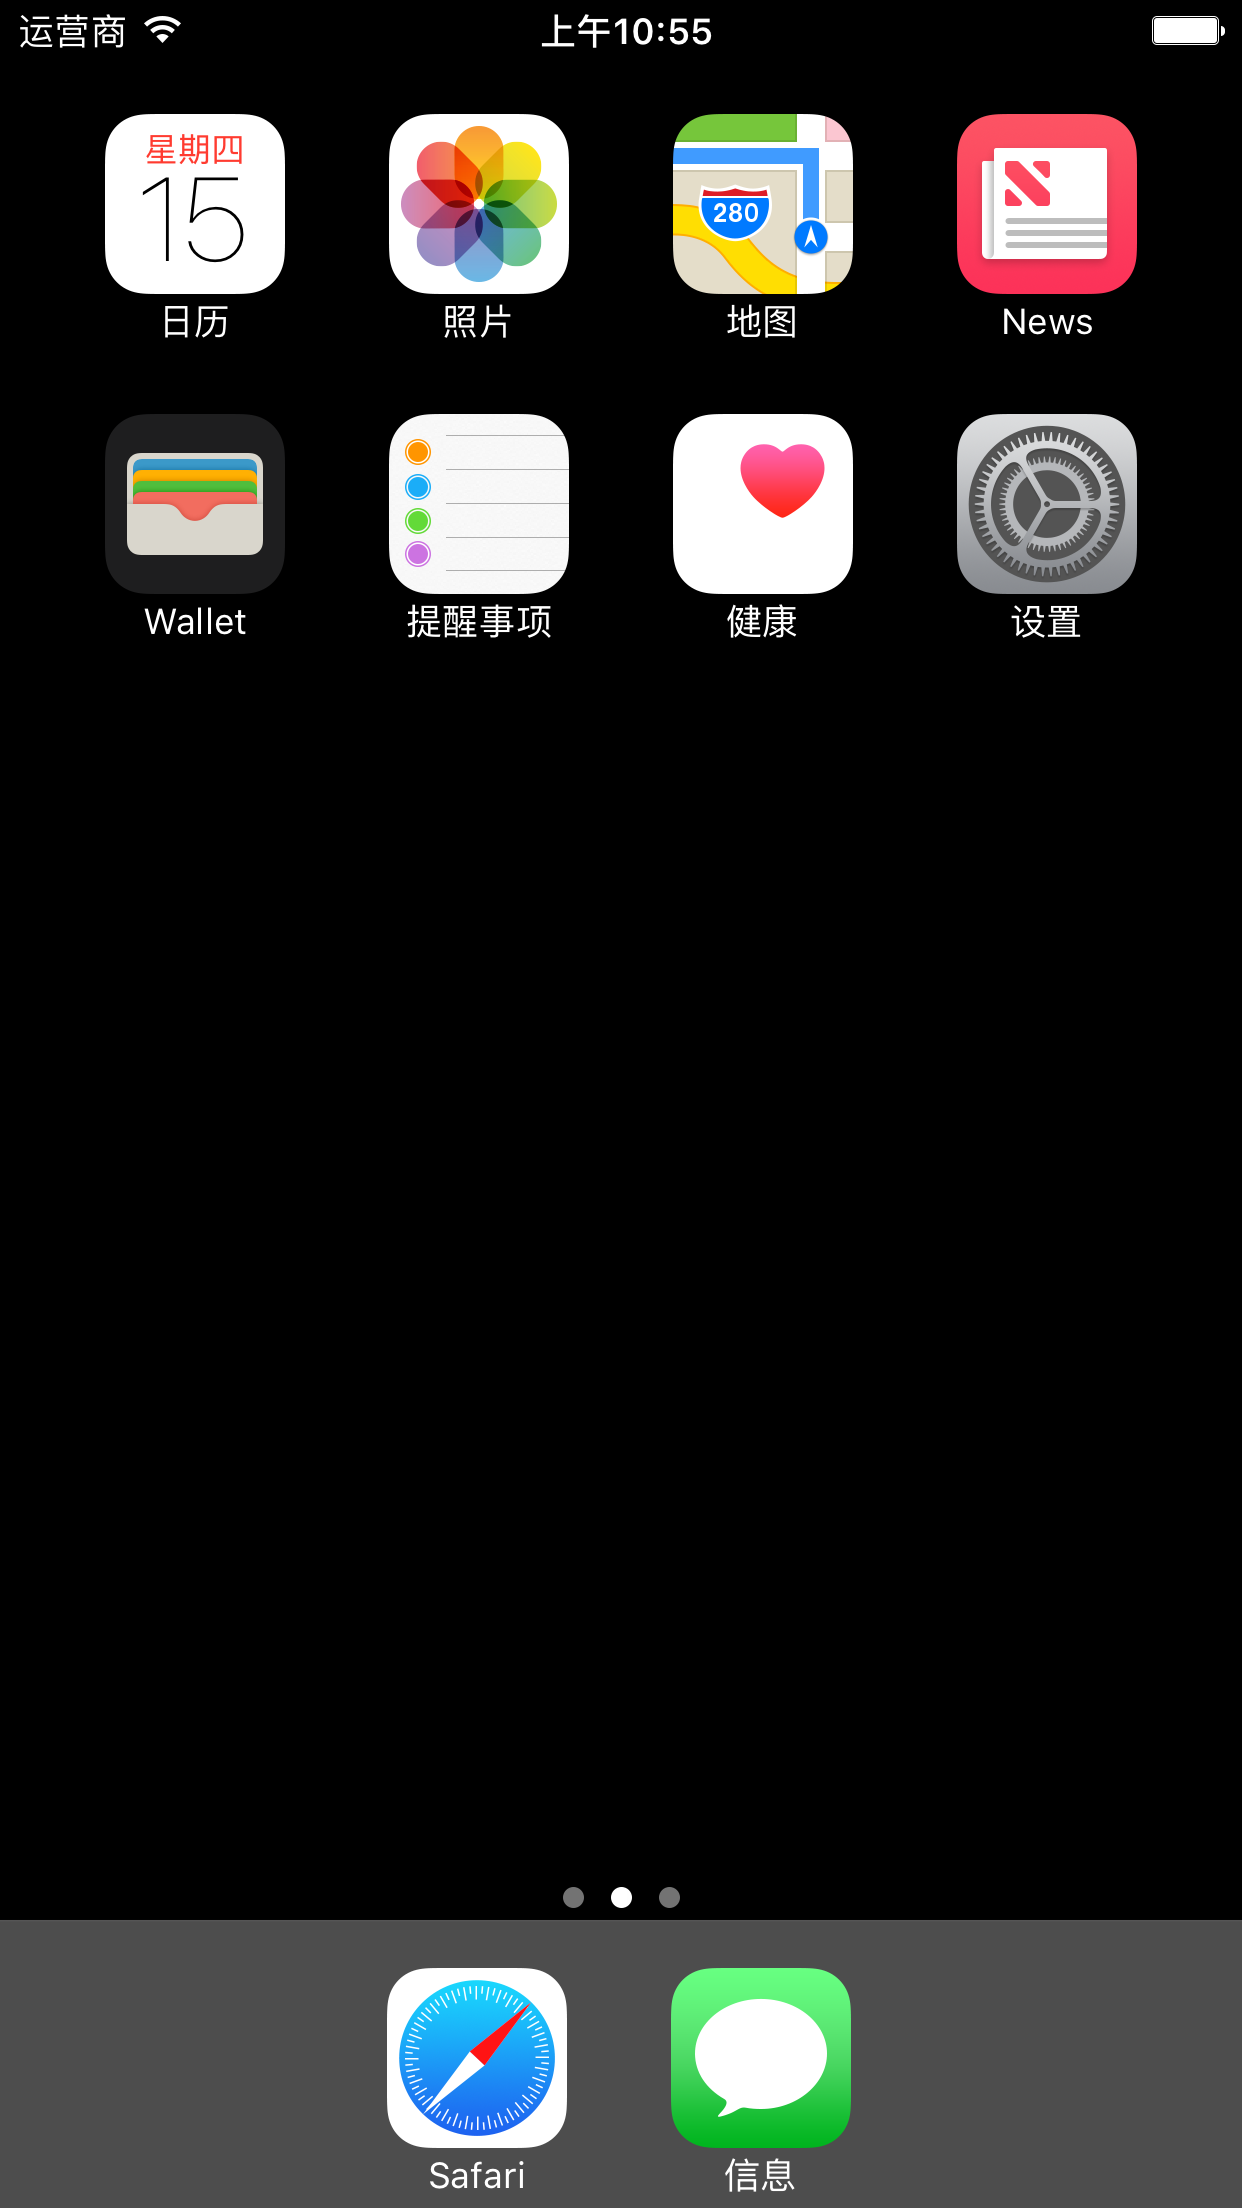 运营商 上午10:55
星期四
15
280
日历 照片 地图 News
Wallet 提醒事项 健康 设置
Safari 信息